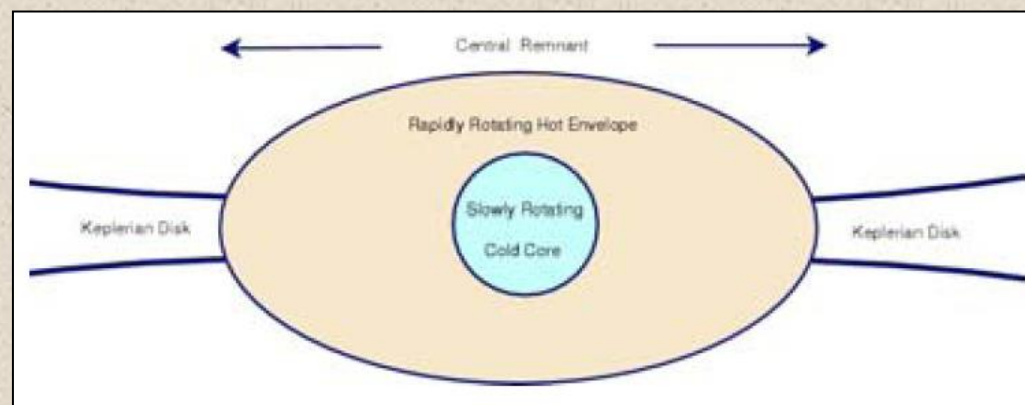 Central Remnant
Rapidly Rotating Hot Envelope
Slowly Rotating
Cold Core
Keplerian Disk
Keplerian Disk